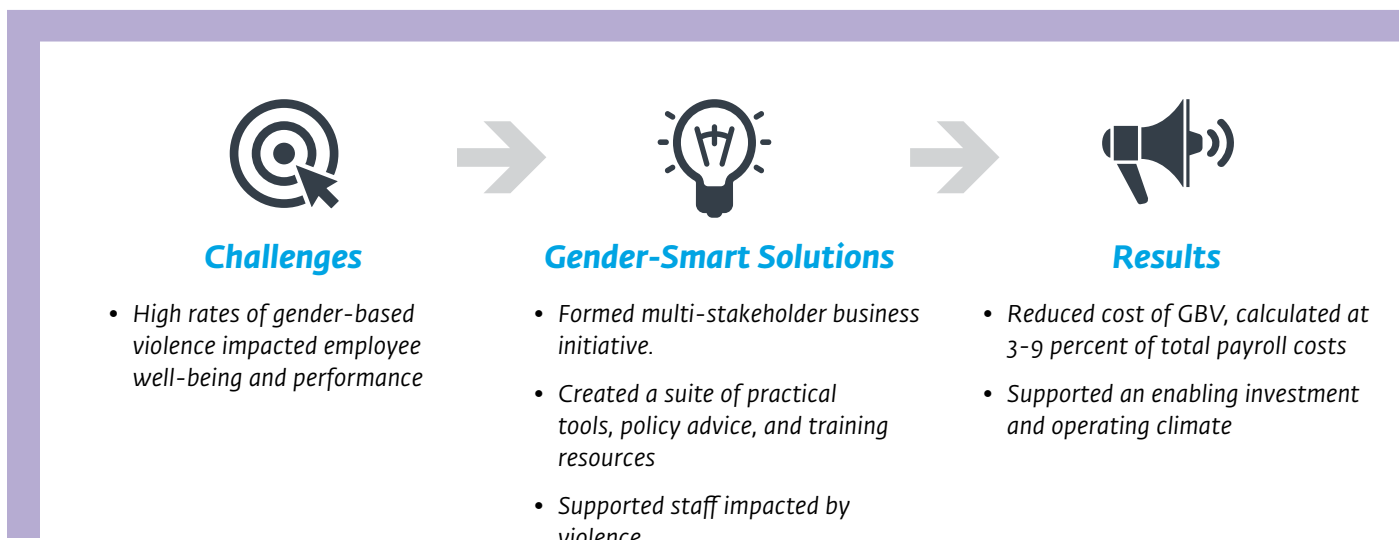 Challenges
• High rates of gender-based
violence impacted employee
well-being and performance
Gender-Smart Solutions
• Formed multi-stakeholder business
initiative.
• Created a suite of practical
tools, policy advice, and training
resources
• Supported staff impacted by
violence
Results
• Reduced cost of GBV, calculated at
3-9 percent of total payroll costs
• Supported an enabling investment
and operating climate